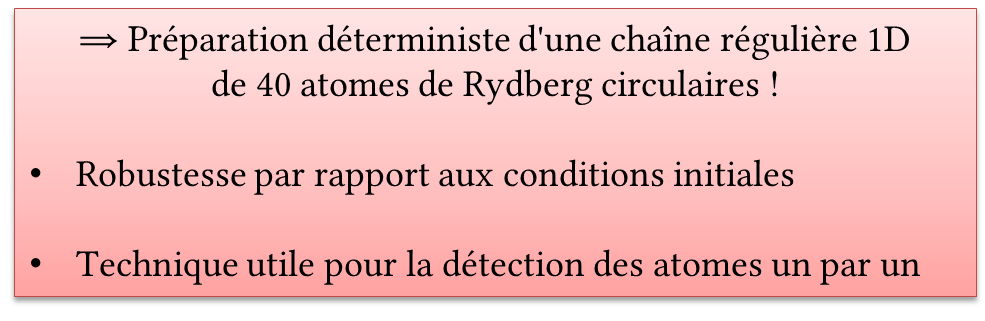 ⟹ Préparation déterministe d'une chaîne régulière 1D
de 40 atomes de Rydberg circulaires !
• Robustesse par rapport aux conditions initiales
• Technique utile pour la détection des atomes un par un